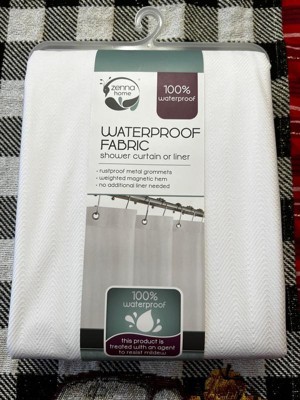 zenna
home
100%
waterproof
WATERPROOF
FABRIC
shower curtain or liner
- rustproof metal grommets
- weighted magnetic hem
- no additional liner needed
100%
waterproof
this product is
treated with an agent
to resist mildew